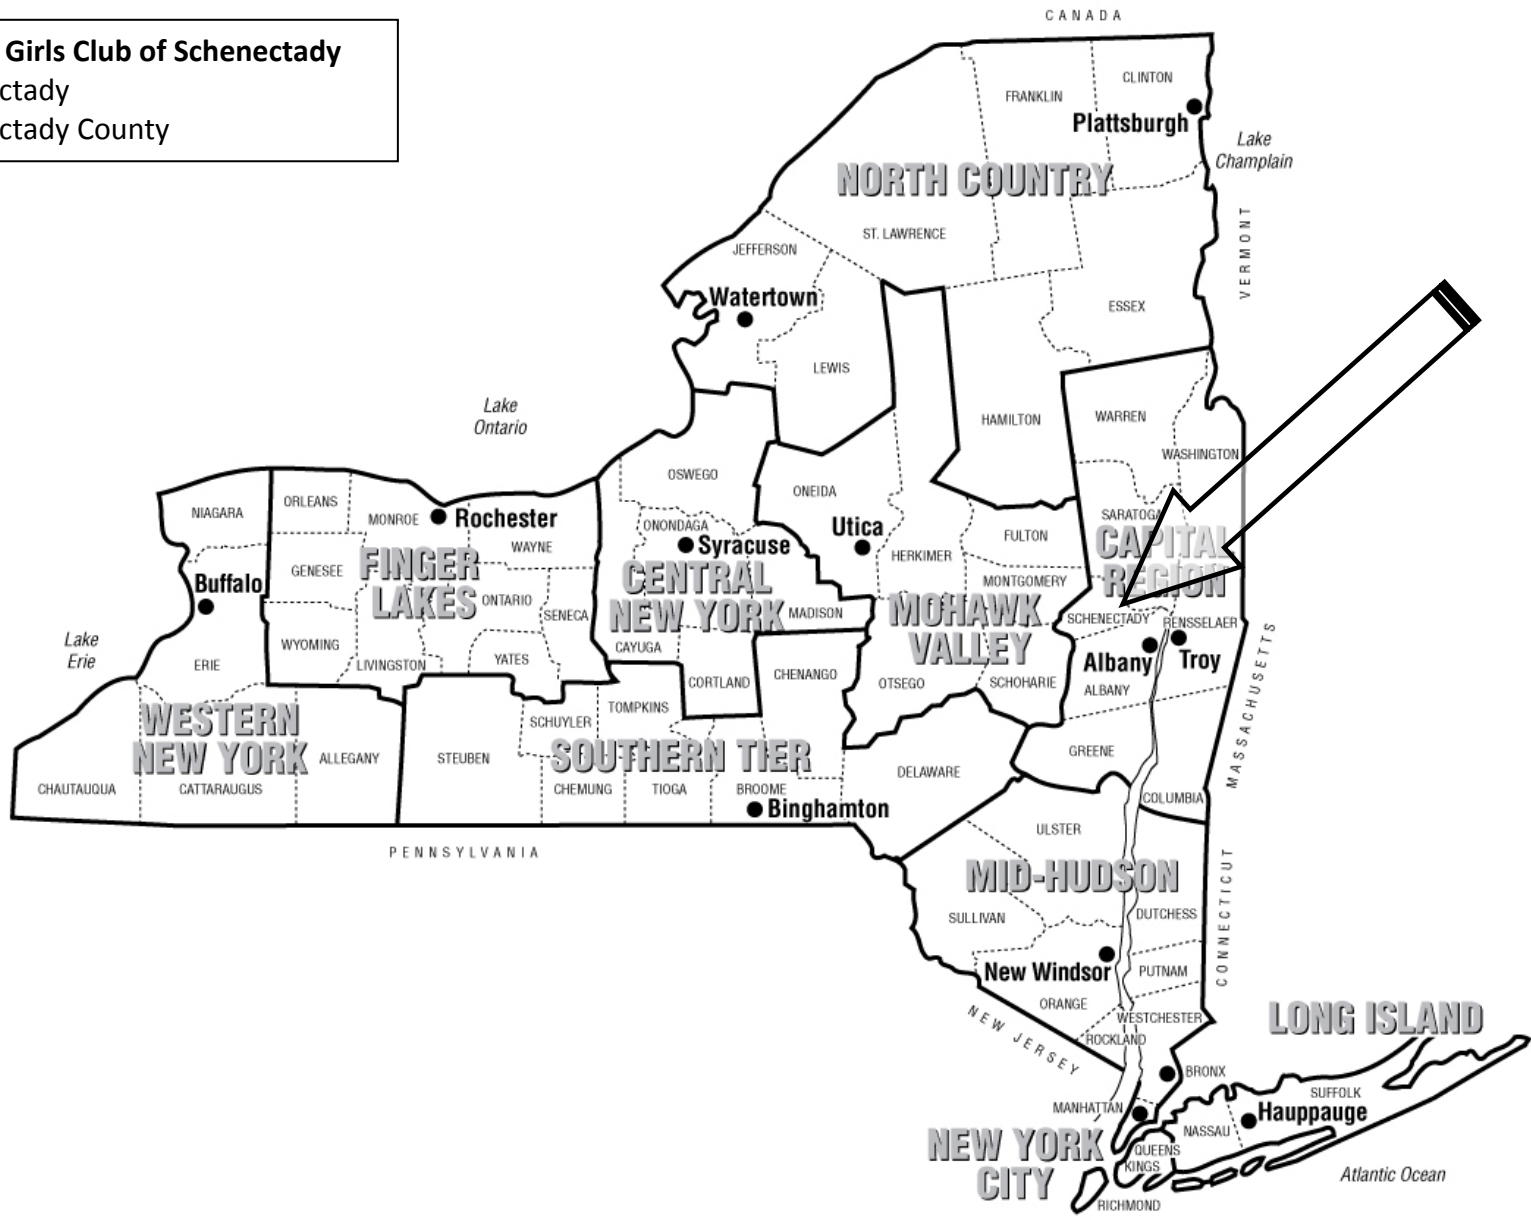 Girls Club of Schenectady
ctady
ctady County
CANADA
CLINTON
FRANKLIN
Plattsburgh
Lake
Champlain
NORTH COUNTRY
VERMONT
ST. LAWRENCE
JEFFERSON
Watertown
ESSEX
LEWIS
Lake
Ontario
HAMILTON
WARREN
WASHINGTON
OSWEGO
ONEIDA
NIAGARA
ORLEANS
MONROE
Rochester
WAYNE
ONONDAGA
Syracuse
Utica
HERKIMER
FULTON
SARATOGA
CAPITAL
REGION
GENESEE
FINGER
LAKES
ONTARIO
SENECA
CENTRAL
NEW YORK
MADISON
MONTGOMERY
MOHAWK
VALLEY
SCHENECTADY
RENSSELAER
Buffalo
Lake
Erie
ERIE
WYOMING
LIVINGSTON
YATES
CAYUGA
CORTLAND
CHENANGO
OTSEGO
SCHOHARIE
Albany
Troy
ALBANY
MASSACHUSETTS
WESTERN
NEW YORK
ALLEGANY
STEUBEN
SCHUYLER
TOMPKINS
SOUTHERN TIER
DELAWARE
GREENE
CHAUTAUQUA
CATTARAUGUS
CHEMUNG
TIOGA
BROOME
Binghamton
COLUMBIA
PENNSYLVANIA
ULSTER
MID-HUDSON
SULLIVAN
DUTCHESS
CONNECTICUT
New Windsor
PUTNAM
ORANGE
WESTCHESTER
ROCKLAND
NEW JERSEY
LONG ISLAND
BRONX
MANHATTAN
SUFFOLK
Hauppauge
NASSAU
NEW YORK
CITY
QUEENS
KINGS
RICHMOND
Atlantic Ocean